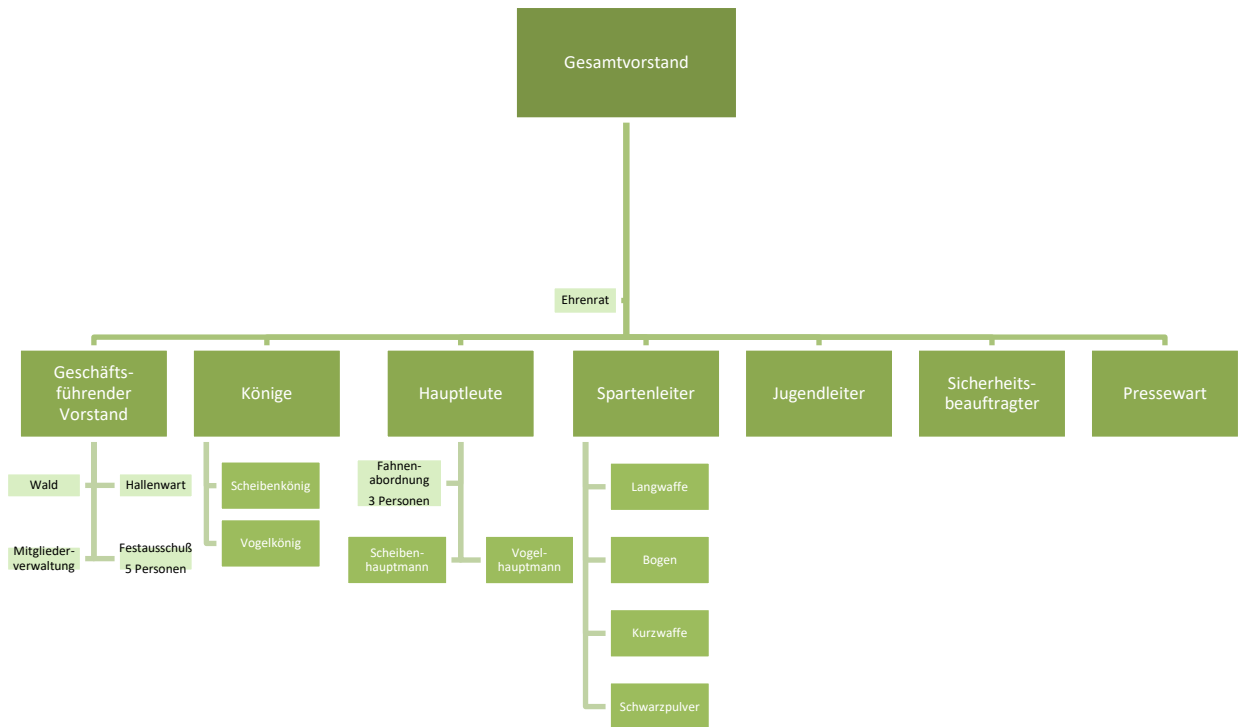 Gesamtvorstand
Ehrenrat
Geschäfts-
führender
Vorstand
Könige
Hauptleute
Spartenleiter
Jugendleiter
Sicherheits-
beauftragter
Pressewart
Wald
Hallenwart
Mitglieder-
verwaltung
Festausschuß
5 Personen
Scheibenkönig
Vogelkönig
Fahnen-
abordnung
3 Personen
Scheiben-
hauptmann
Vogel-
hauptmann
Langwaffe
Bogen
Kurzwaffe
Schwarzpulver